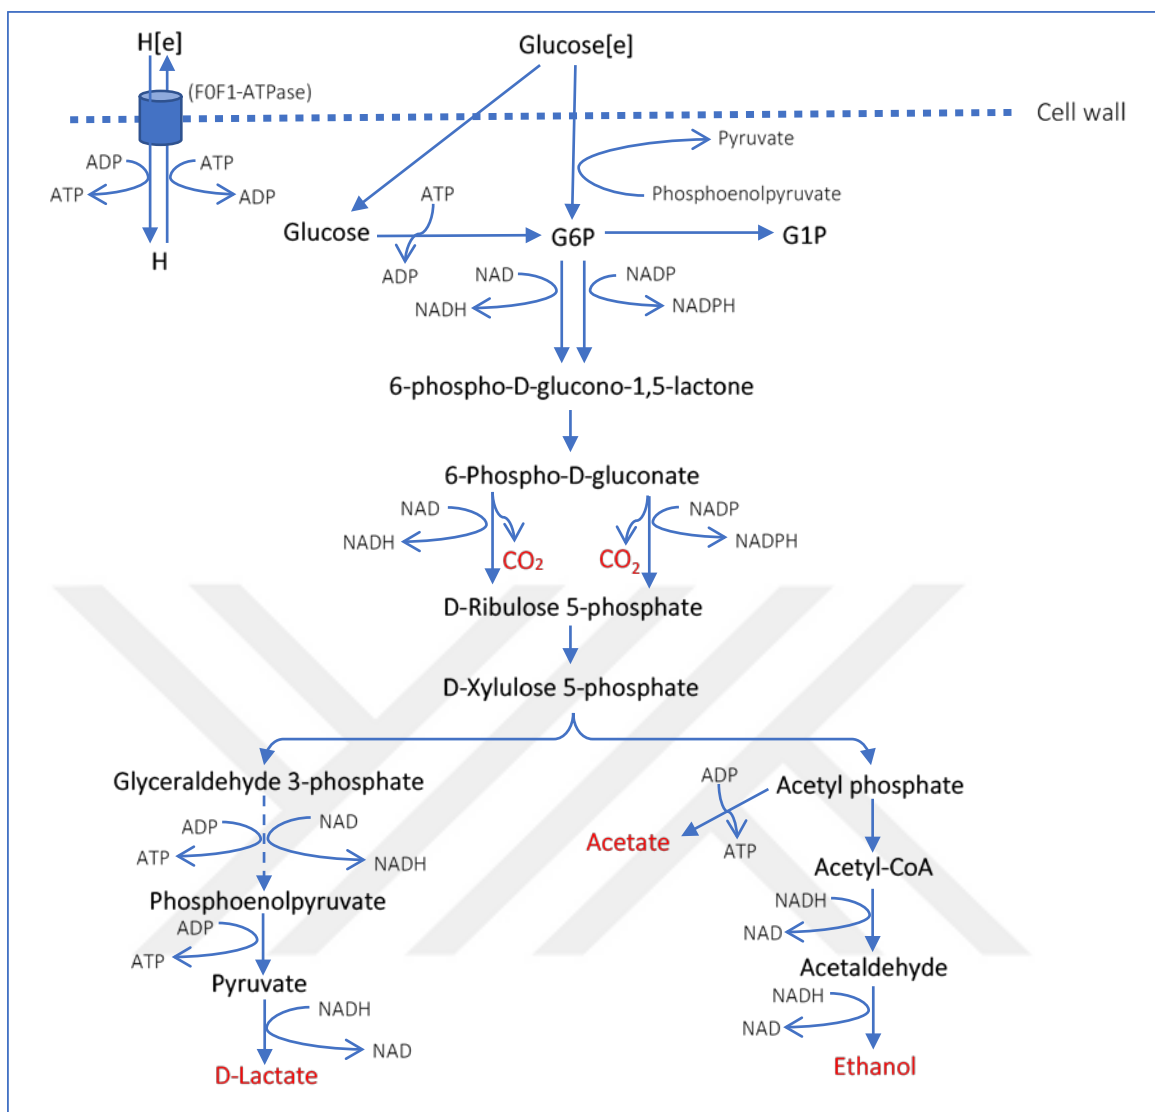 H[e]
Glucose[e]
(F0F1-ATPase)
Cell wall
Pyruvate
ADP
ATP
ATP
Phosphoenolpyruvate
ATP
ADP
Glucose
G6P
G1P
H
ADP
NAD
NADP
NADH
NADPH
6-phospho-D-glucono-1,5-lactone
6-Phospho-D-gluconate
NAD
NADP
NADH
NADPH
CO2
CO2
D-Ribulose 5-phosphate
D-Xylulose 5-phosphate
Glyceraldehyde 3-phosphate
ADP
Acetyl phosphate
ADP
NAD
Acetate
ATP
ATP
NADH
Acetyl-CoA
Phosphoenolpyruvate
NADH
ADP
NAD
ATP
Pyruvate
Acetaldehyde
NADH
NADH
NAD
NAD
D-Lactate
Ethanol